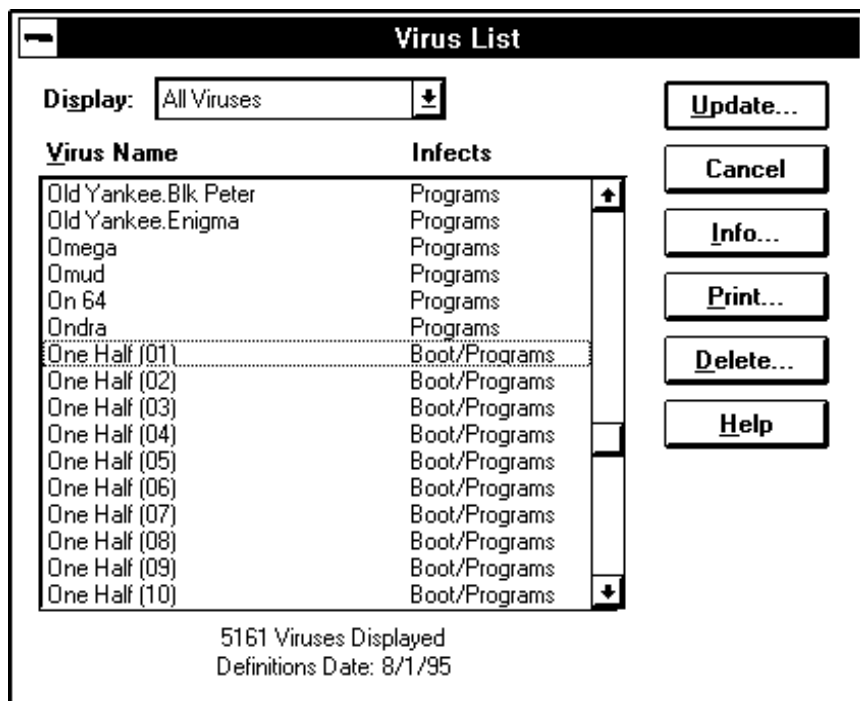 Virus List
Display: All Viruses
Update...
Virus Name Infects
Cancel
Old Yankee.Blk Peter Programs
Old Yankee.Enigma Programs
Info...
Omega Programs
Omud Programs
On 64 Programs
Print...
Ondra Programs
One Half (01) Boot/Programs
Delete...
One Half (02) Boot/Programs
One Half (03) Boot/Programs
Help
One Half (04) Boot/Programs
One Half (05) Boot/Programs
One Half (06) Boot/Programs
One Half (07) Boot/Programs
One Half (08) Boot/Programs
One Half (09) Boot/Programs
One Half (10) Boot/Programs
5161 Viruses Displayed
Definitions Date: 8/1/95